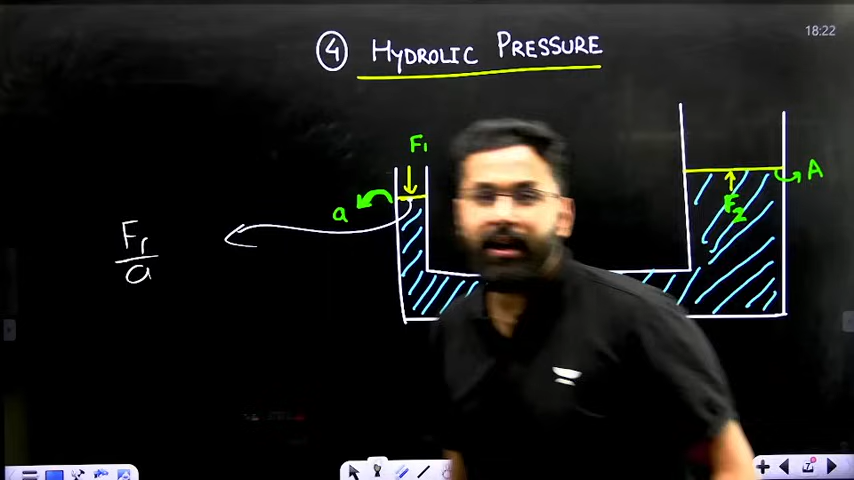 18:22
④ HYDROLIC PRESSURE
F₁
a
A
F₂
F₁
a